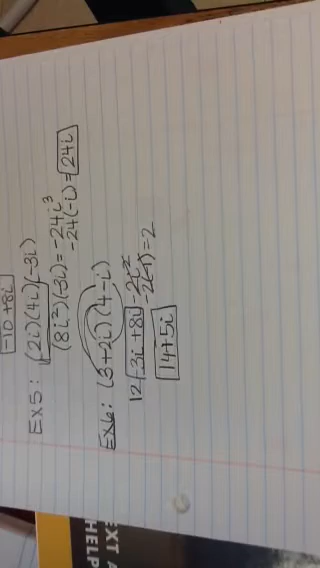 -10 + 8i
EX5: (2i)(4i)(-3i)
(8i²)(-3i) = -24i³
-24(-i) = 24i
EX6: (3+2i)(4-i)
12 -3i + 8i -2i²
-2(-1) = 2
14+5i
EXT A
HELP